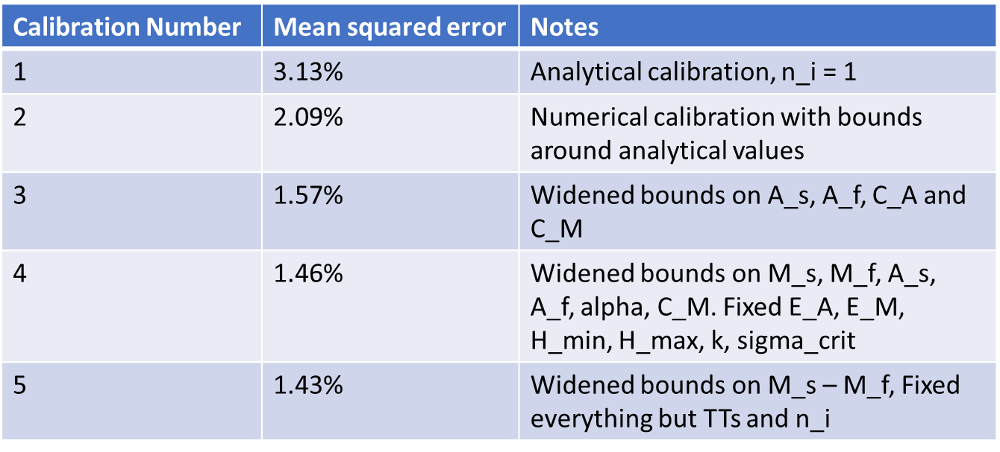 Calibration Number Mean squared error Notes
1 3.13% Analytical calibration, n_i = 1
2 2.09% Numerical calibration with bounds
around analytical values
3 1.57% Widened bounds on A_s, A_f, C_A and
C_M
4 1.46% Widened bounds on M_s, M_f, A_s,
A_f, alpha, C_M. Fixed E_A, E_M,
H_min, H_max, k, sigma_crit
5 1.43% Widened bounds on M_s – M_f, Fixed
everything but TTs and n_i